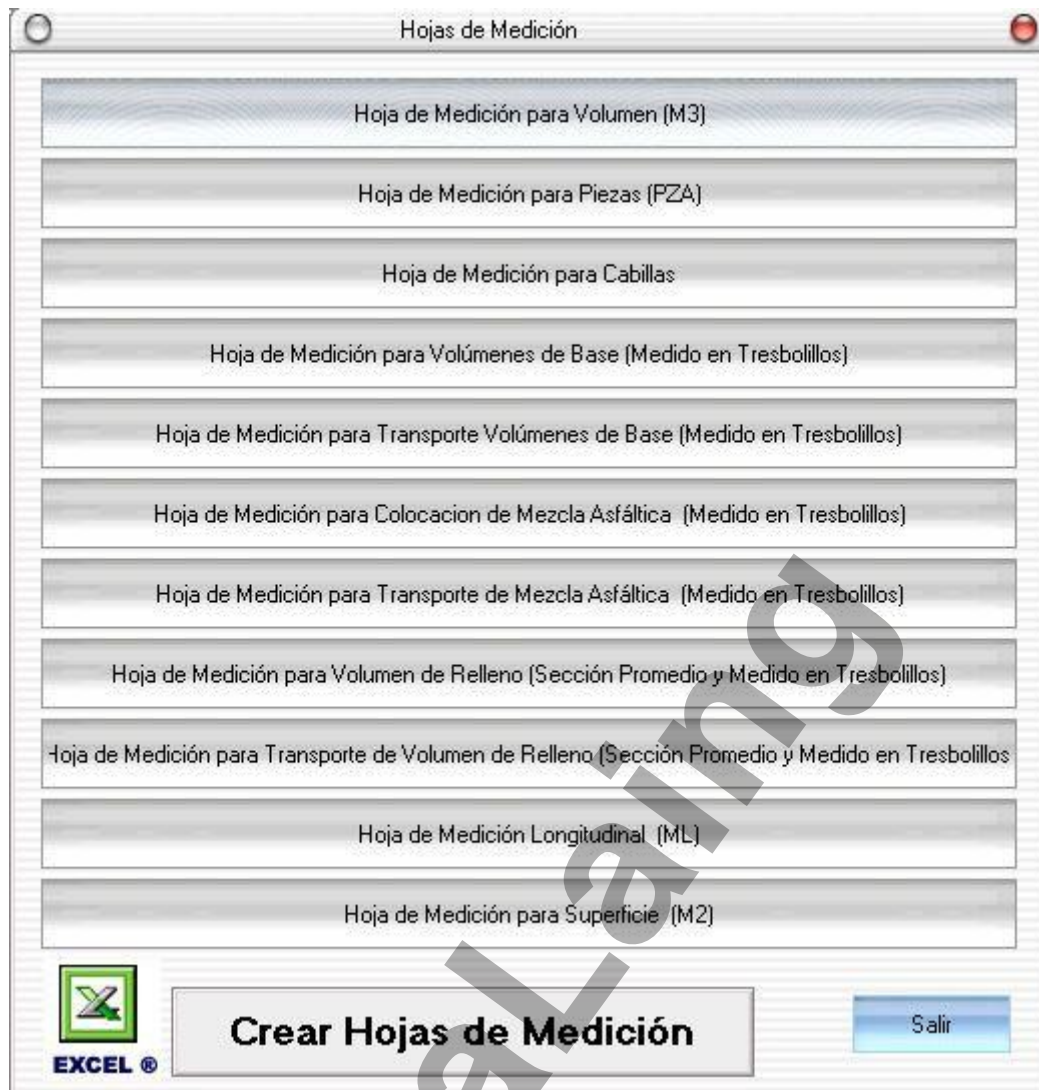 Hojas de Medición
Hoja de Medición para Volumen (M3)
Hoja de Medición para Piezas (PZA)
Hoja de Medición para Cabillas
Hoja de Medición para Volúmenes de Base (Medido en Tresbolillos)
Hoja de Medición para Transporte Volúmenes de Base (Medido en Tresbolillos)
Hoja de Medición para Colocacion de Mezcla Asfáltica (Medido en Tresbolillos)
Hoja de Medición para Transporte de Mezcla Asfáltica (Medido en Tresbolillos)
Hoja de Medición para Volumen de Relleno (Sección Promedio y Medido en Tresbolillos)
Hoja de Medición para Transporte de Volumen de Relleno (Sección Promedio y Medido en Tresbolillos
Hoja de Medición Longitudinal (ML)
Hoja de Medición para Superficie (M2)
EXCEL ®
Crear Hojas de Medición
Salir